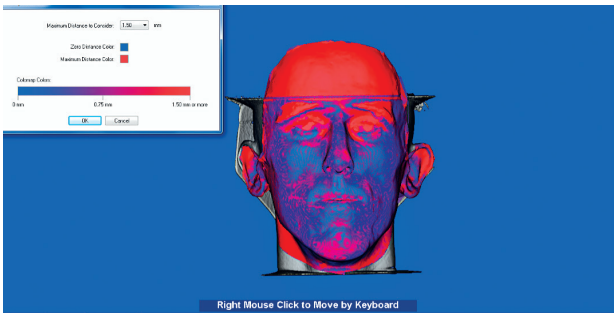 Maximum Distance to Consider: 1.50 mm
Zero Distance Color:
Maximum Distance Color:
Colormap Colors
0 mm 0.75 mm 1.50 mm or more
OK Cancel
Right Mouse Click to Move by Keyboard